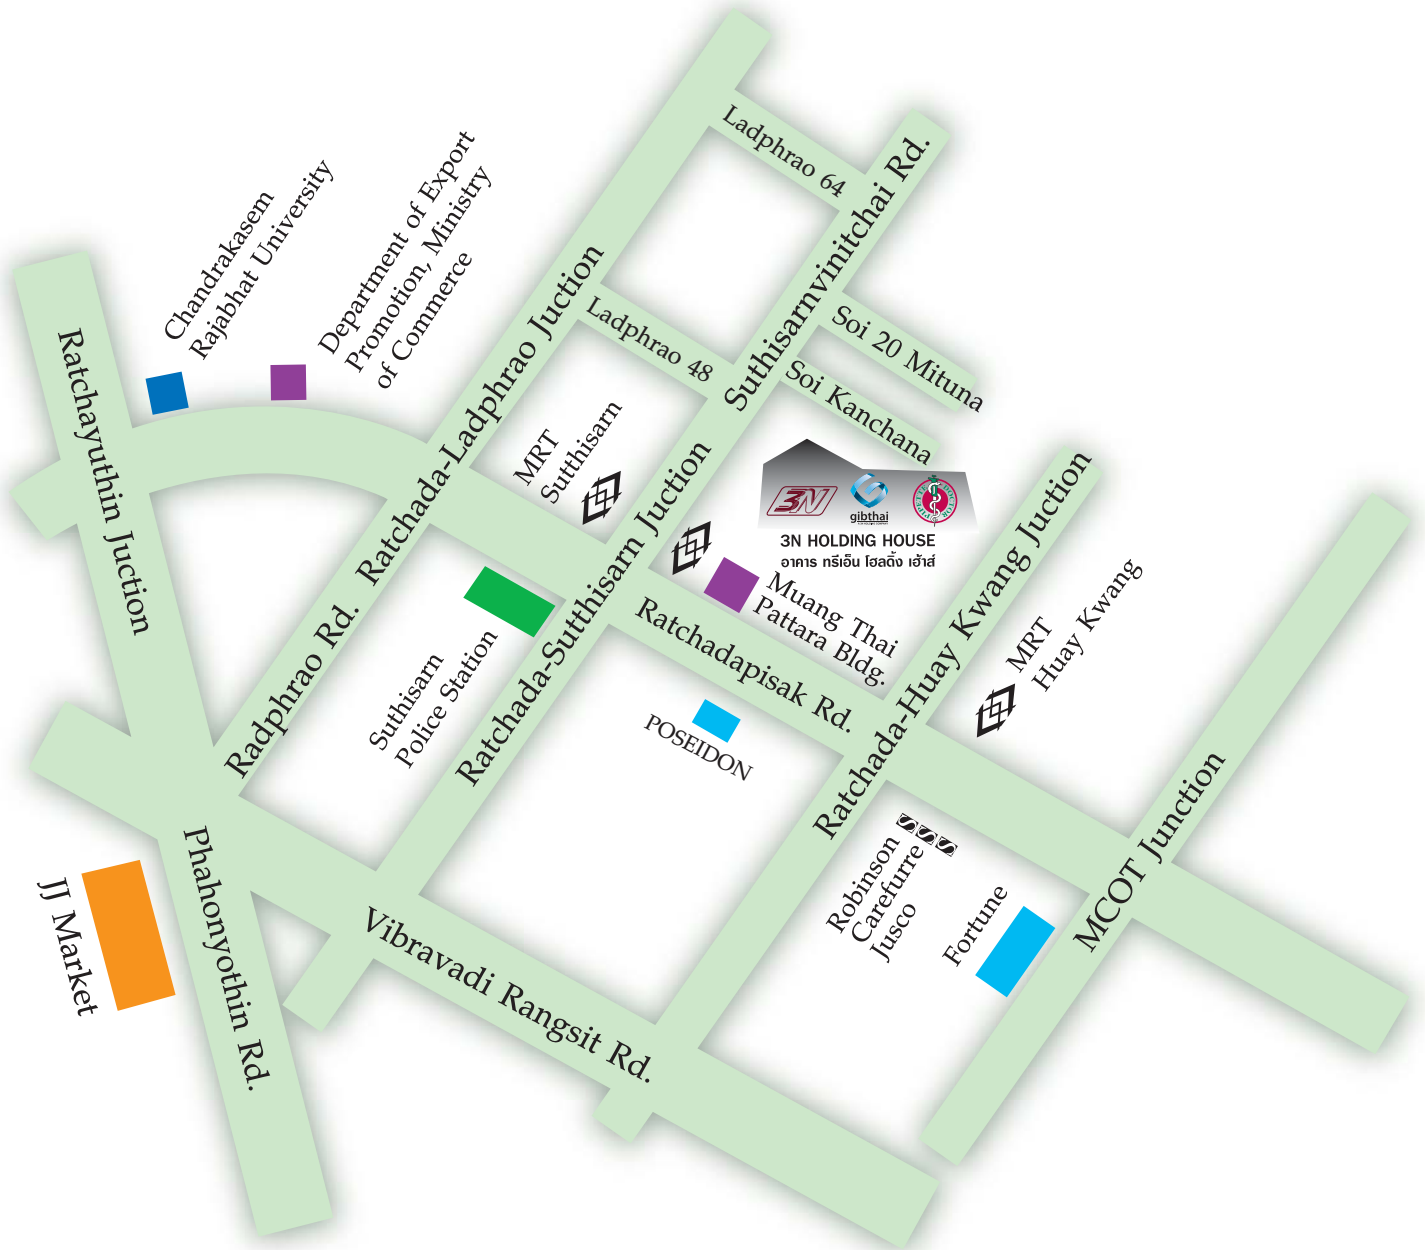 Ladphrao 64
Suthisarnvinitchai Rd.
Chandrakasem
Rajabhat University
Department of Export
Promotion, Ministry
of Commerce
Ratchayuthin Juction
Radphrao Rd.
Ratchada-Ladphrao Juction
Ladphrao 48
Soi 20 Mituna
Soi Kanchana
MRT
Sutthisarn
3N
gibthai
3N HOLDING HOUSE
อาคาร ทรีเอ็น โฮลดิ้ง เฮ้าส์
Ratchada-Sutthisarn Juction
Muang Thai
Pattara Bldg.
Ratchadapisak Rd.
Ratchada-Huay Kwang Juction
MRT
Huay Kwang
Suthisarn
Police Station
POSEIDON
Robinson
Carefurre
Jusco
Fortune
MCOT Junction
JJ Market
Phahonyothin Rd.
Vibravadi Rangsit Rd.